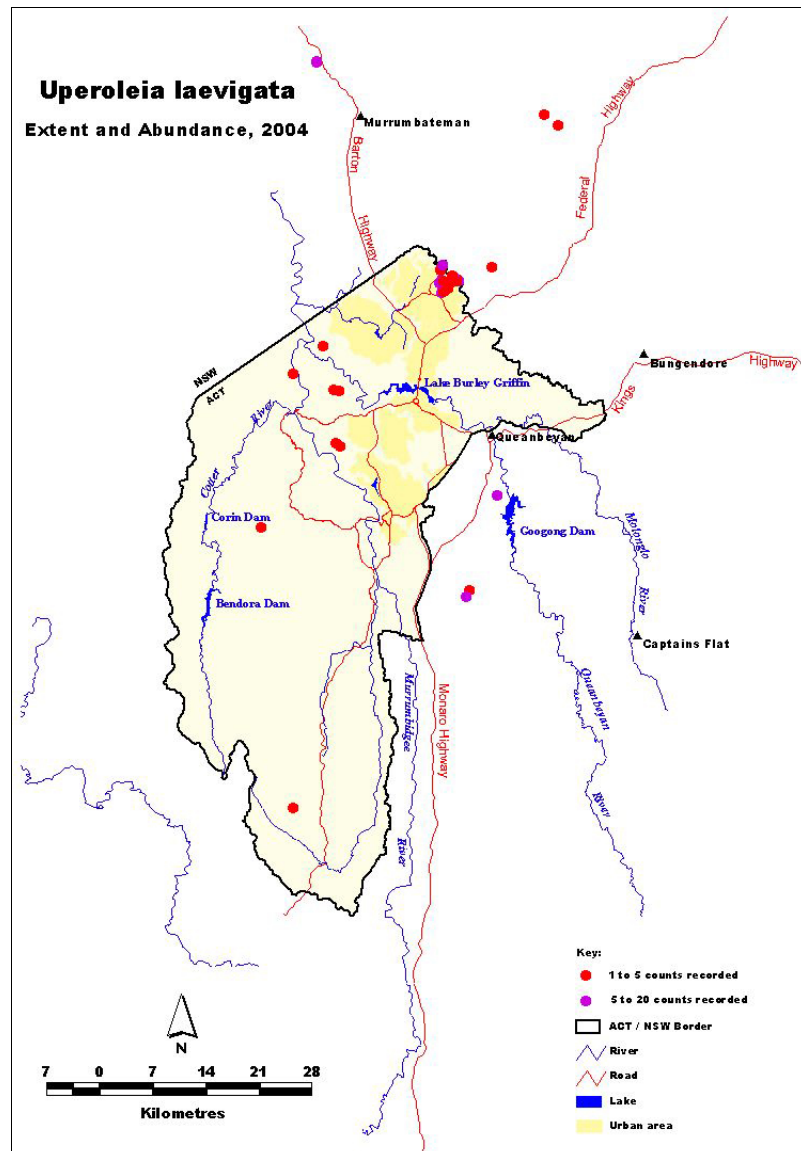 Uperoleia laevigata
Extent and Abundance, 2004
Murrumbateman
Barton
Highway
Highway
Federal
NSW
ACT
Bungendore
Highway
Kings
Lake Burley Griffin
River
Cotter
Queanbeyan
Corin Dam
Googong Dam
Molonglo
River
Bendora Dam
Captains Flat
Murrumbidgee
River
Monaro Highway
Queanbeyan
River
Key:
1 to 5 counts recorded
5 to 20 counts recorded
ACT / NSW Border
River
Road
Lake
Urban area
N
7 0 7 14 21 28
Kilometres